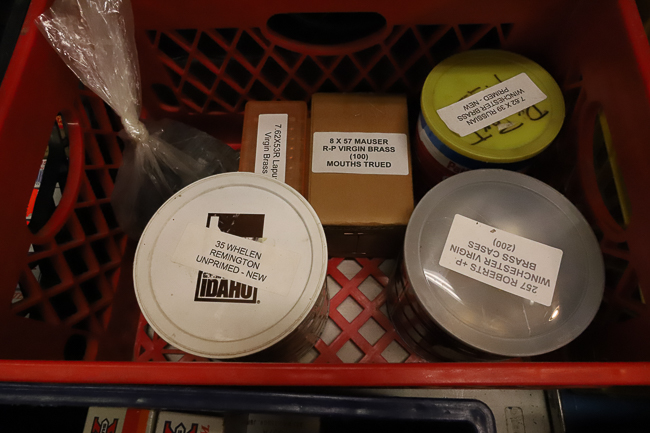 7.62X53R Lapua
Virgin Brass
8 X 57 MAUSER
R-P VIRGIN BRASS
(100)
MOUTHS TRUED
7.62 X 39 RUSSIAN
WINCHESTER BRASS
PRIMED - NEW
35 WHELEN
REMINGTON
UNPRIMED - NEW
IDAHO
257 ROBERTS +P
WINCHESTER VIRGIN
BRASS CASES
(200)